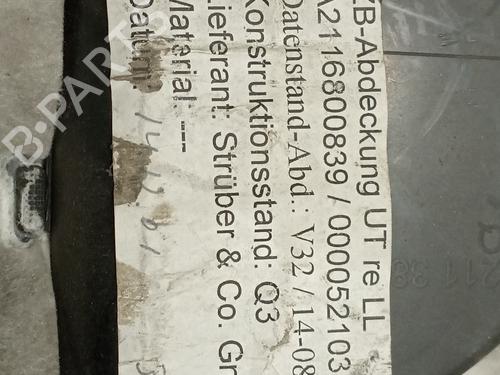 ZB-Abdeckung UT re LL
A2116800839 / 000052103
Datenstand-Abd.: V32 / 14-08
Konstruktionsstand: Q3
Lieferant: Strüber & Co. Gr
Material: ---
Datum:
B-PARTS